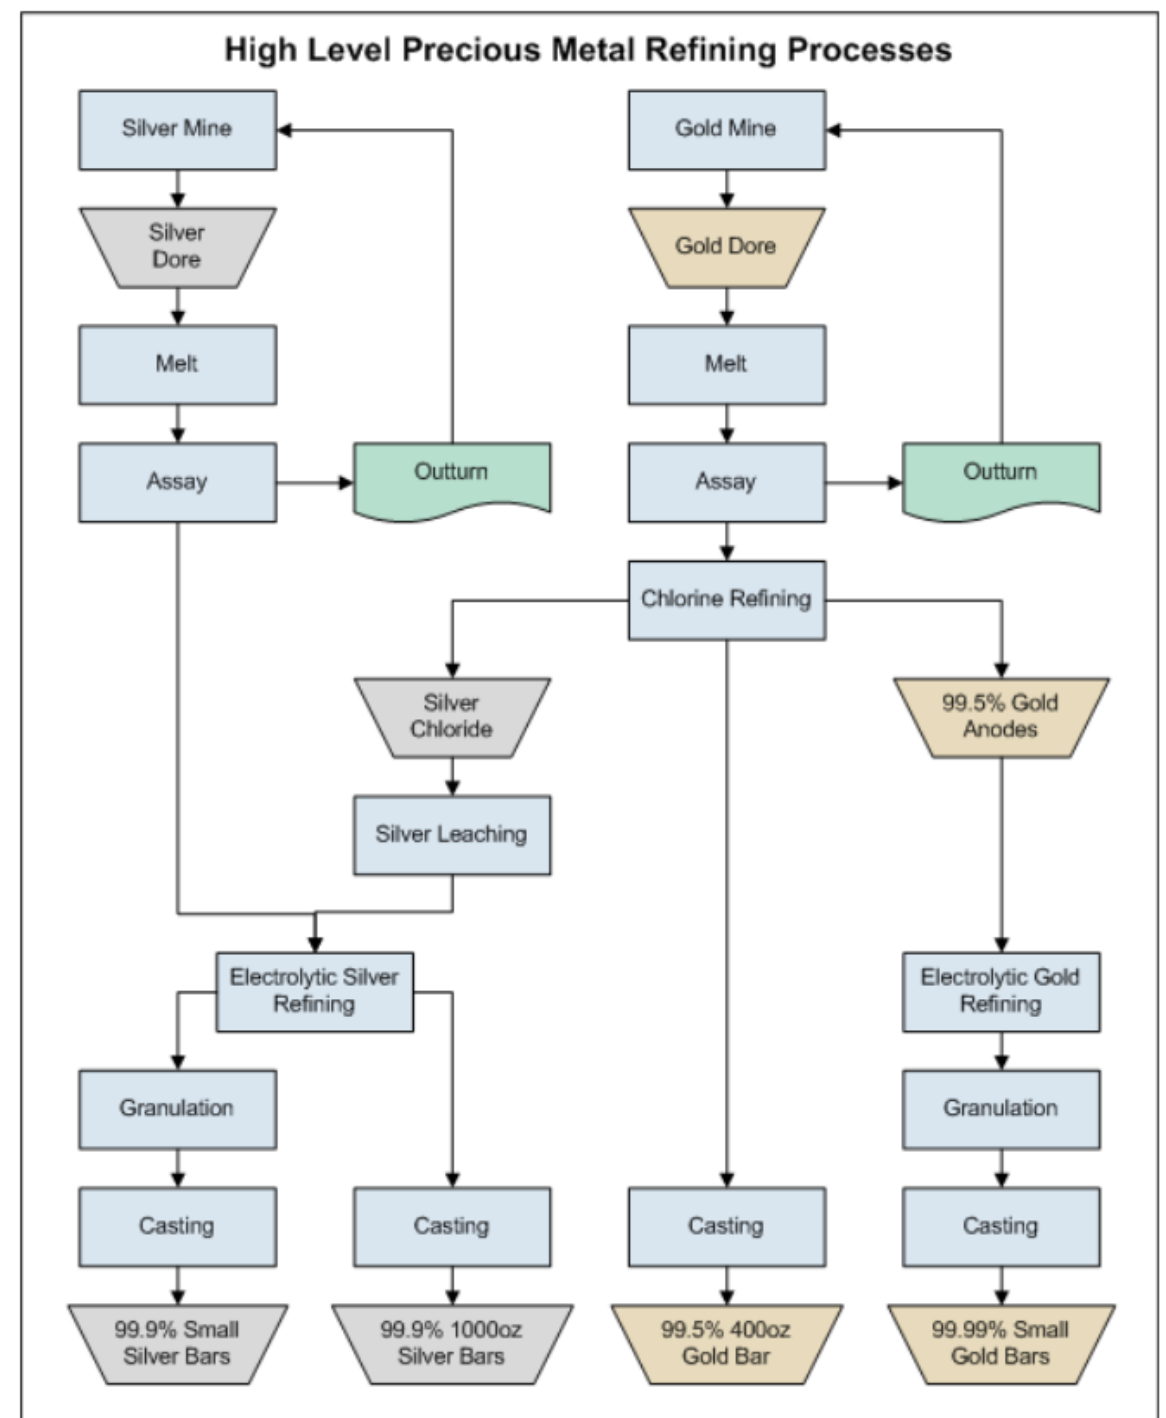 High Level Precious Metal Refining Processes
Silver Mine
Gold Mine
Silver
Dore
Gold Dore
Melt
Melt
Assay
Outturn
Assay
Outturn
Chlorine Refining
Silver
Chloride
99.5% Gold
Anodes
Silver Leaching
Electrolytic Silver
Refining
Electrolytic Gold
Refining
Granulation
Granulation
Casting
Casting
Casting
Casting
99.9% Small
Silver Bars
99.9% 1000oz
Silver Bars
99.5% 400oz
Gold Bar
99.99% Small
Gold Bars